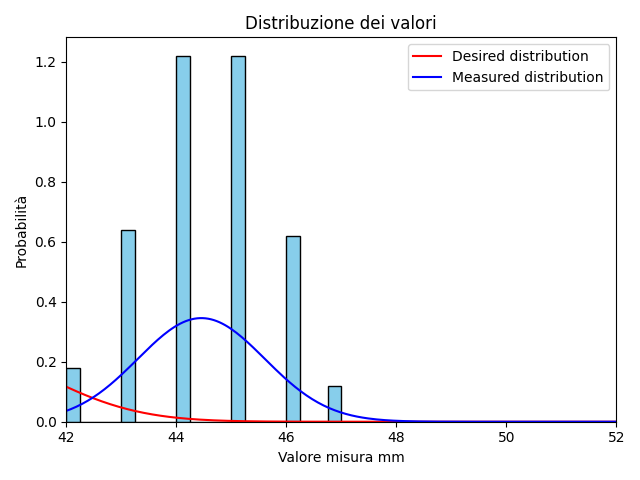 Distribuzione dei valori
Desired distribution
Measured distribution
Probabilità
1.2
1.0
0.8
0.6
0.4
0.2
0.0
42 44 46 48 50 52
Valore misura mm